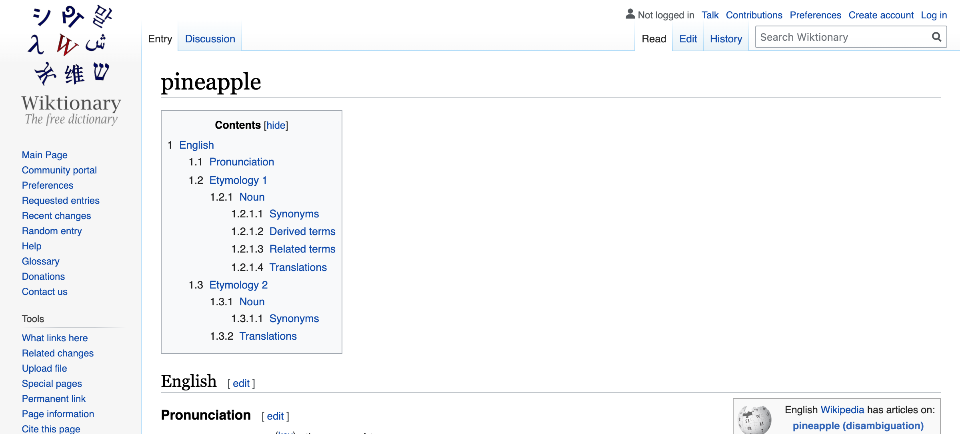 Not logged in Talk Contributions Preferences Create account Log in
Entry Discussion Read Edit History Search Wiktionary
Wiktionary
The free dictionary
Main Page
Community portal
Preferences
Requested entries
Recent changes
Random entry
Help
Glossary
Donations
Contact us
Tools
What links here
Related changes
Upload file
Special pages
Permanent link
Page information
Cite this page
pineapple
Contents [hide]
1 English
1.1 Pronunciation
1.2 Etymology 1
1.2.1 Noun
1.2.1.1 Synonyms
1.2.1.2 Derived terms
1.2.1.3 Related terms
1.2.1.4 Translations
1.3 Etymology 2
1.3.1 Noun
1.3.1.1 Synonyms
1.3.2 Translations
English [ edit ]
Pronunciation [ edit ]
English Wikipedia has articles on:
pineapple (disambiguation)